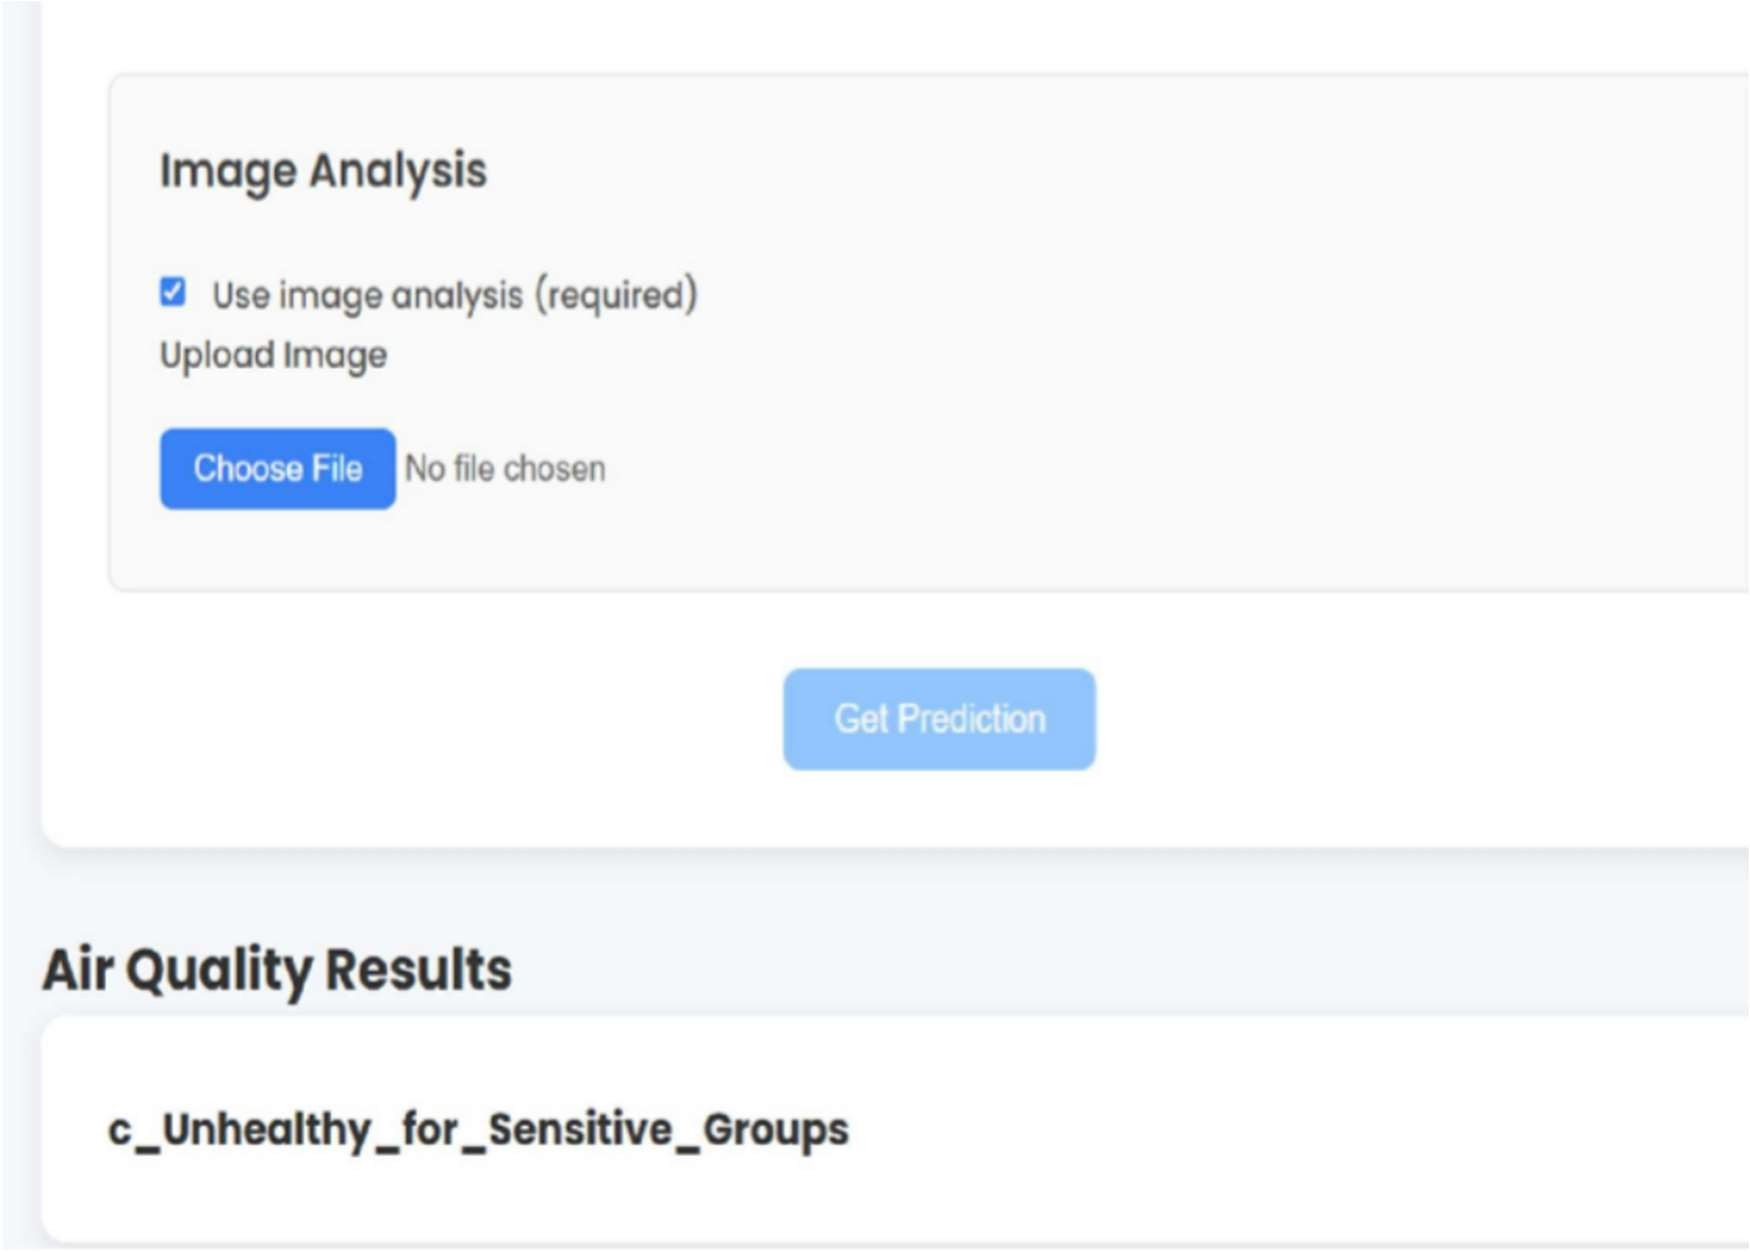 Image Analysis
Use image analysis (required)
Upload Image
Choose File No file chosen
Get Prediction
Air Quality Results
c_Unhealthy_for_Sensitive_Groups